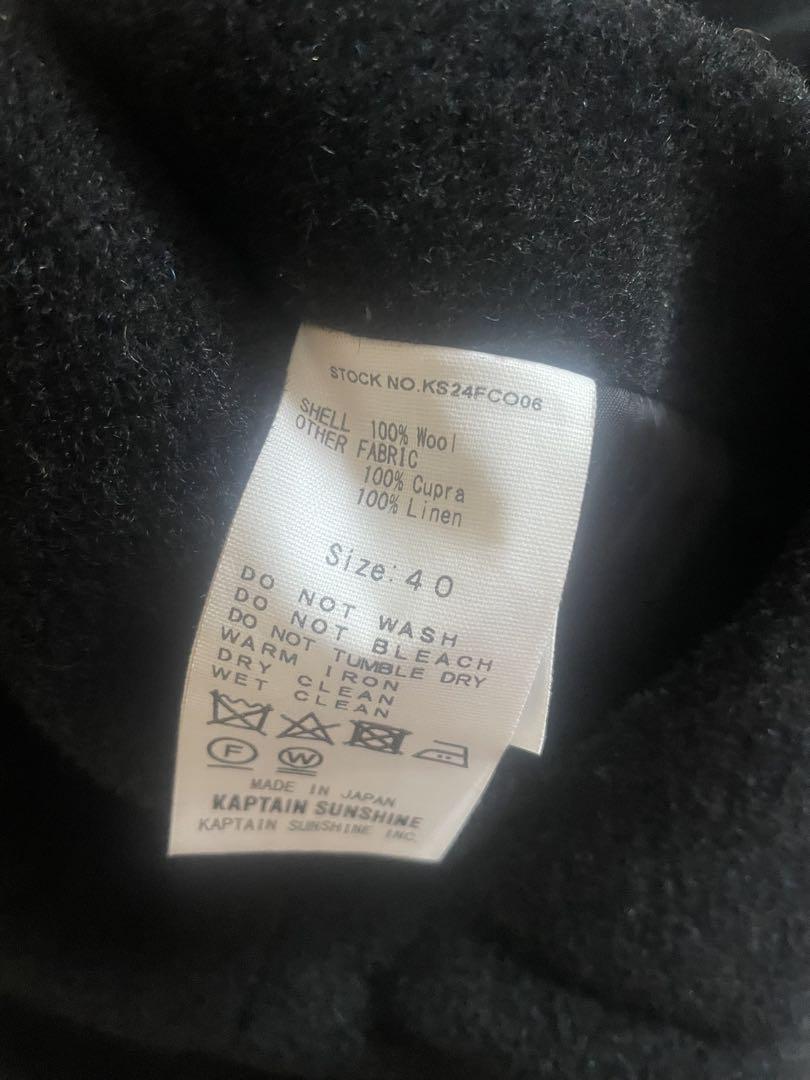 STOCK NO.KS24FCO06
SHELL 100% Wool
OTHER FABRIC
100% Cupra
100% Linen
Size: 40
DO NOT WASH
DO NOT BLEACH
DO NOT TUMBLE DRY
WARM IRON
DRY CLEAN
WET CLEAN
F W
MADE IN JAPAN
KAPTAIN SUNSHINE
KAPTAIN SUNSHINE INC.